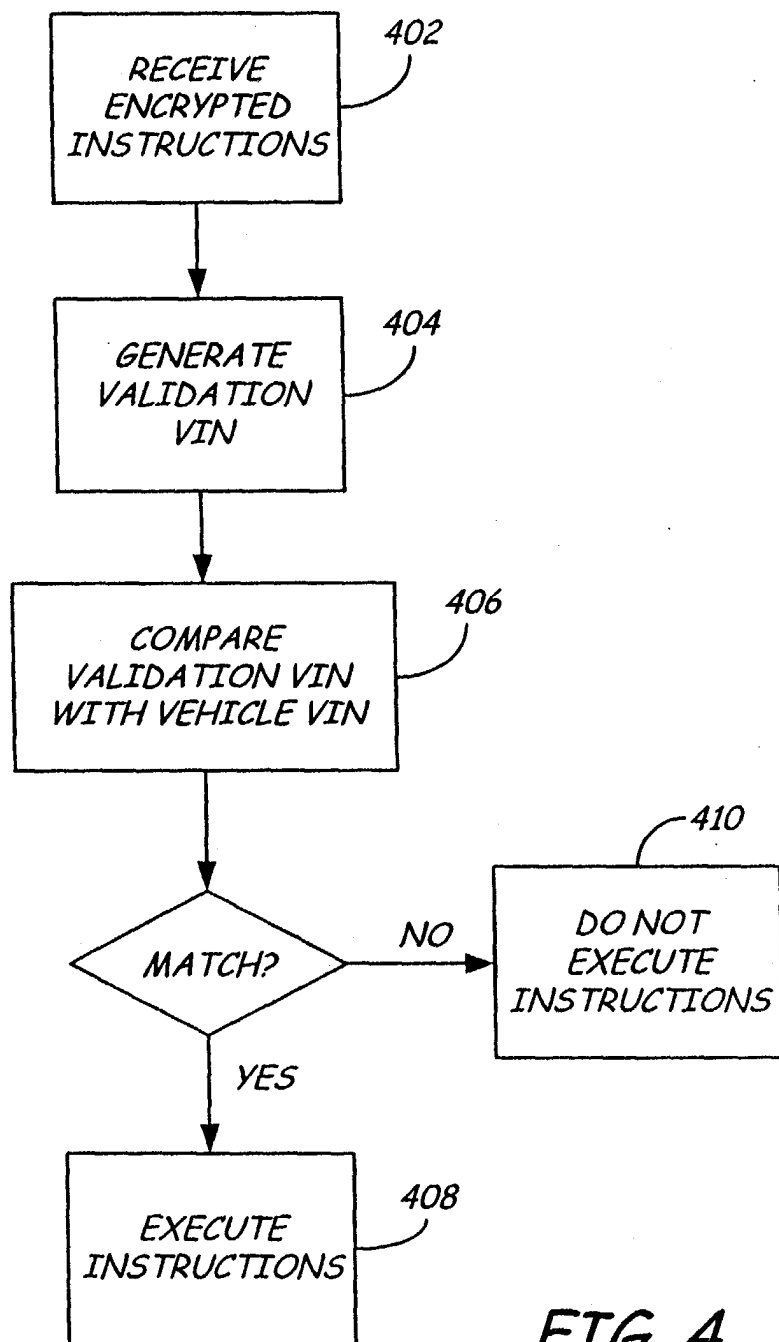 RECEIVE
ENCRYPTED
INSTRUCTIONS
402
GENERATE
VALIDATION
VIN
404
COMPARE
VALIDATION VIN
WITH VEHICLE VIN
406
MATCH?
NO
DO NOT
EXECUTE
INSTRUCTIONS
410
YES
EXECUTE
INSTRUCTIONS
408
FIG. 4